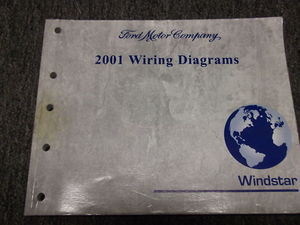 Ford Motor Company,
2001 Wiring Diagrams
Windstar